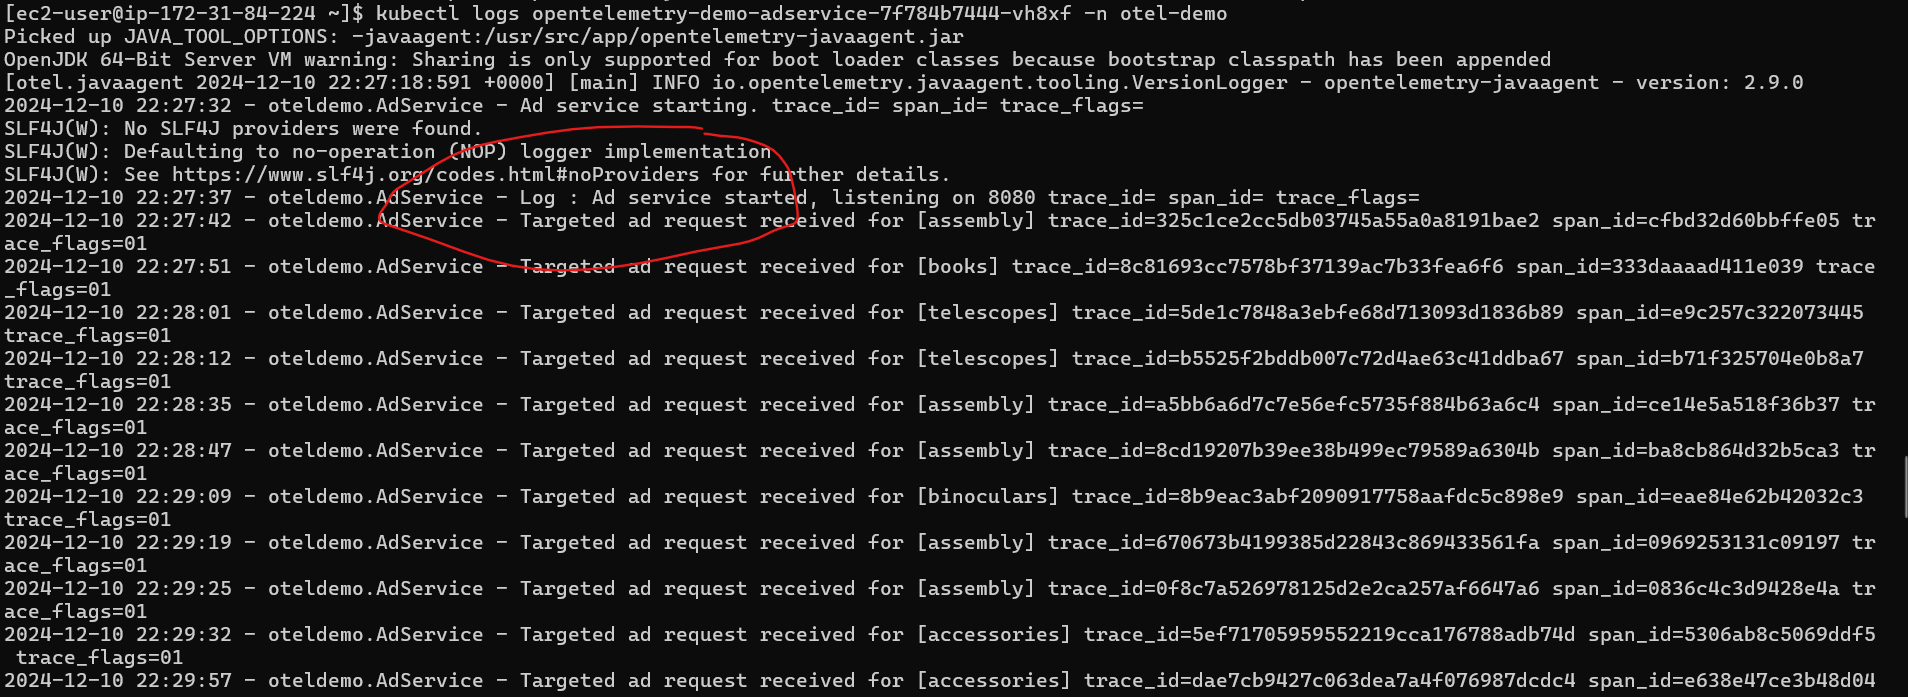 [ec2-user@ip-172-31-84-224 ~]$ kubectl logs opentelemetry-demo-adservice-7f784b7444-vh8xf -n otel-demo
Picked up JAVA_TOOL_OPTIONS: -javaagent:/usr/src/app/opentelemetry-javaagent.jar
OpenJDK 64-Bit Server VM warning: Sharing is only supported for boot loader classes because bootstrap classpath has been appended
[otel.javaagent 2024-12-10 22:27:18:591 +0000] [main] INFO io.opentelemetry.javaagent.tooling.VersionLogger - opentelemetry-javaagent - version: 2.9.0
2024-12-10 22:27:32 - oteldemo.AdService - Ad service starting. trace_id= span_id= trace_flags=
SLF4J(W): No SLF4J providers were found.
SLF4J(W): Defaulting to no-operation (NOP) logger implementation
SLF4J(W): See https://www.slf4j.org/codes.html#noProviders for further details.
2024-12-10 22:27:37 - oteldemo.AdService - Log : Ad service started, listening on 8080 trace_id= span_id= trace_flags=
2024-12-10 22:27:42 - oteldemo.AdService - Targeted ad request received for [assembly] trace_id=325c1ce2cc5db03745a55a0a8191bae2 span_id=cfbd32d60bbffe05 tr
ace_flags=01
2024-12-10 22:27:51 - oteldemo.AdService - Targeted ad request received for [books] trace_id=8c81693cc7578bf37139ac7b33fea6f6 span_id=333daaaad411e039 trace
_flags=01
2024-12-10 22:28:01 - oteldemo.AdService - Targeted ad request received for [telescopes] trace_id=5de1c7848a3ebfe68d713093d1836b89 span_id=e9c257c322073445
trace_flags=01
2024-12-10 22:28:12 - oteldemo.AdService - Targeted ad request received for [telescopes] trace_id=b5525f2bddb007c72d4ae63c41ddba67 span_id=b71f325704e0b8a7
trace_flags=01
2024-12-10 22:28:35 - oteldemo.AdService - Targeted ad request received for [assembly] trace_id=a5bb6a6d7c7e56efc5735f884b63a6c4 span_id=ce14e5a518f36b37 tr
ace_flags=01
2024-12-10 22:28:47 - oteldemo.AdService - Targeted ad request received for [assembly] trace_id=8cd19207b39ee38b499ec79589a6304b span_id=ba8cb864d32b5ca3 tr
ace_flags=01
2024-12-10 22:29:09 - oteldemo.AdService - Targeted ad request received for [binoculars] trace_id=8b9eac3abf2090917758aafdc5c898e9 span_id=eae84e62b42032c3
trace_flags=01
2024-12-10 22:29:19 - oteldemo.AdService - Targeted ad request received for [assembly] trace_id=670673b4199385d22843c869433561fa span_id=0969253131c09197 tr
ace_flags=01
2024-12-10 22:29:25 - oteldemo.AdService - Targeted ad request received for [assembly] trace_id=0f8c7a526978125d2e2ca257af6647a6 span_id=0836c4c3d9428e4a tr
ace_flags=01
2024-12-10 22:29:32 - oteldemo.AdService - Targeted ad request received for [accessories] trace_id=5ef71705959552219cca176788adb74d span_id=5306ab8c5069ddf5
trace_flags=01
2024-12-10 22:29:57 - oteldemo.AdService - Targeted ad request received for [accessories] trace_id=dae7cb9427c063dea7a4f076987dcdc4 span_id=e638e47ce3b48d04